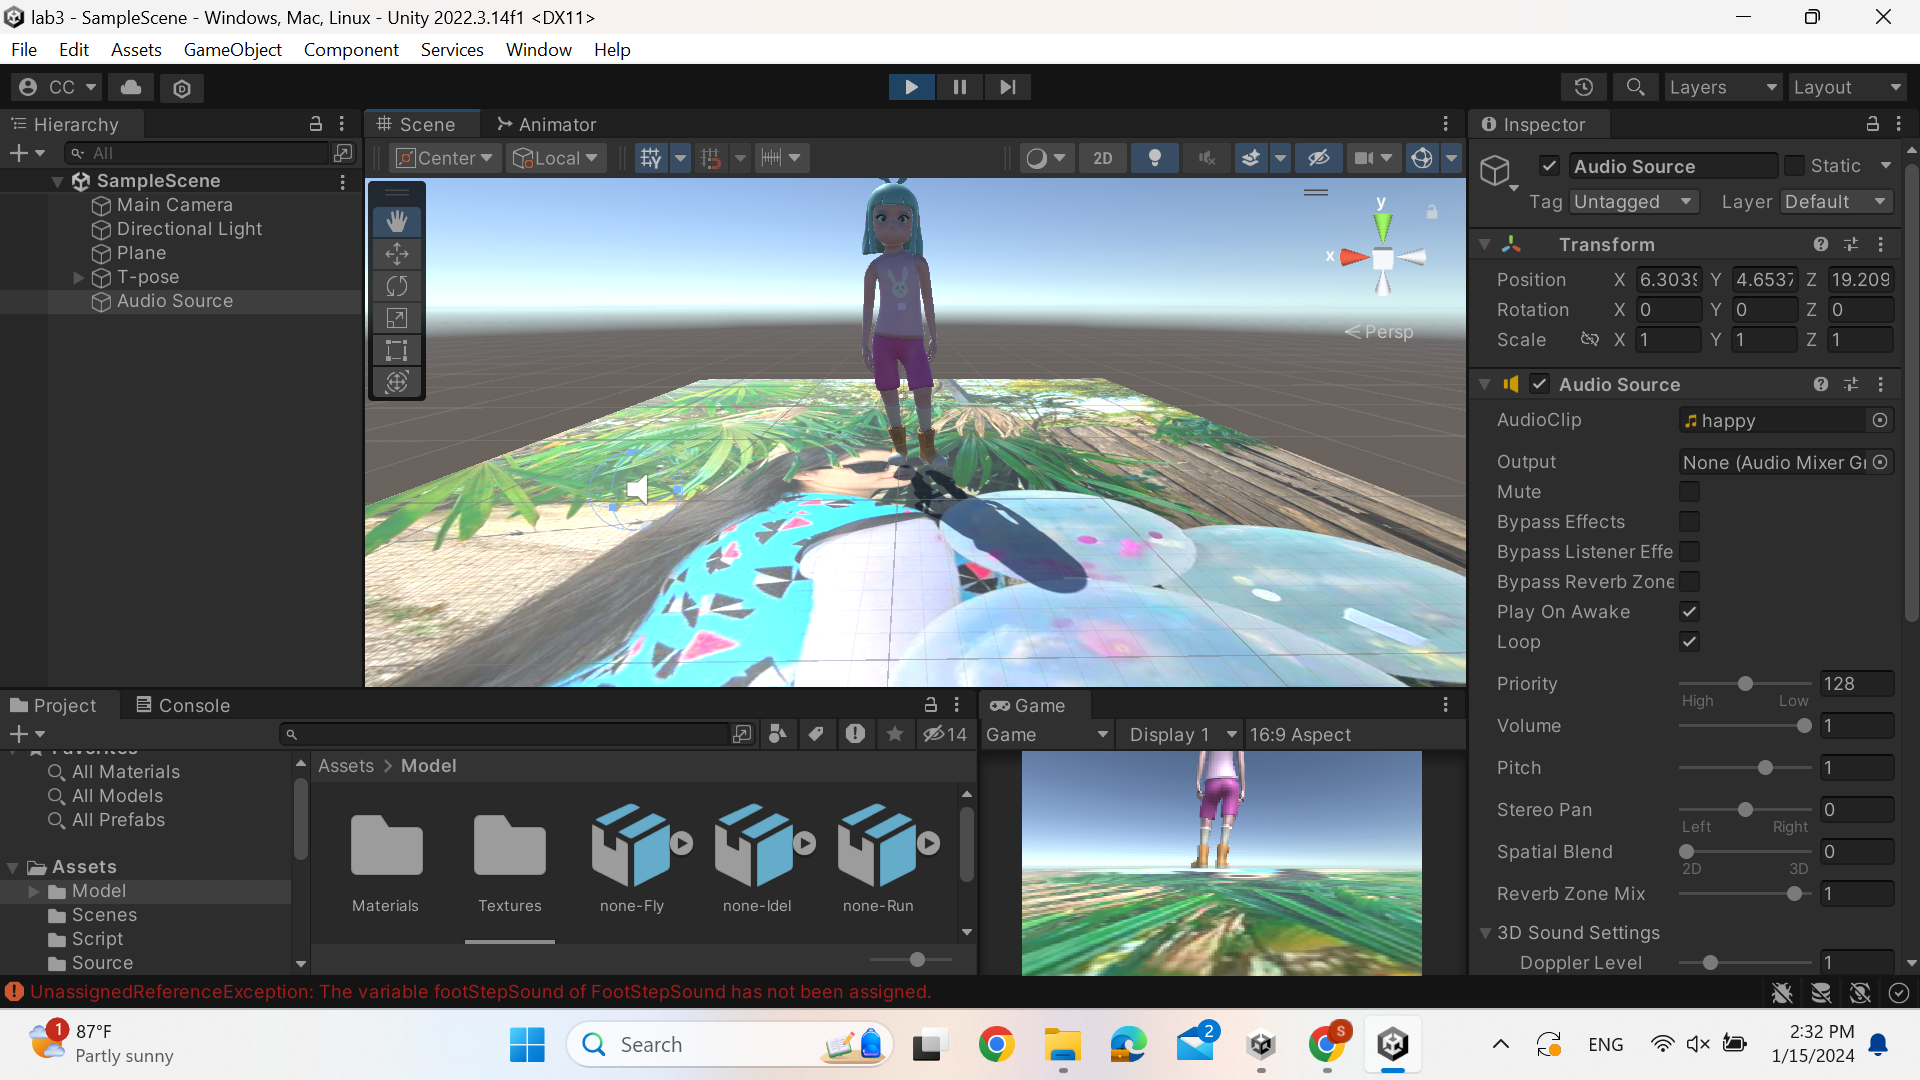 lab3 - SampleScene - Windows, Mac, Linux - Unity 2022.3.14f1 <DX11>
File Edit Assets GameObject Component Services Window Help
CC
Layers
Layout
Hierarchy
All
SampleScene
Main Camera
Directional Light
Plane
T-pose
Audio Source
Scene
Animator
Center
Local
2D
y
x
Persp
Inspector
Audio Source
Static
Tag Untagged Layer Default
Transform
Position X 6.3039 Y 4.6537 Z 19.209
Rotation X 0 Y 0 Z 0
Scale X 1 Y 1 Z 1
Audio Source
AudioClip happy
Output None (Audio Mixer Gr
Mute
Bypass Effects
Bypass Listener Effe
Bypass Reverb Zone
Play On Awake
Loop
Priority 128
High Low
Volume 1
Pitch 1
Stereo Pan 0
Left Right
Spatial Blend 0
2D 3D
Reverb Zone Mix 1
3D Sound Settings
Doppler Level 1
Project
Console
14
Favorites
All Materials
All Models
All Prefabs
Assets
Model
Scenes
Script
Source
Assets > Model
Materials
Textures
none-Fly
none-Idel
none-Run
Game
Game Display 1 16:9 Aspect
UnassignedReferenceException: The variable footStepSound of FootStepSound has not been assigned.
1
87°F
Partly sunny
Search
2
S
ENG
2:32 PM
1/15/2024